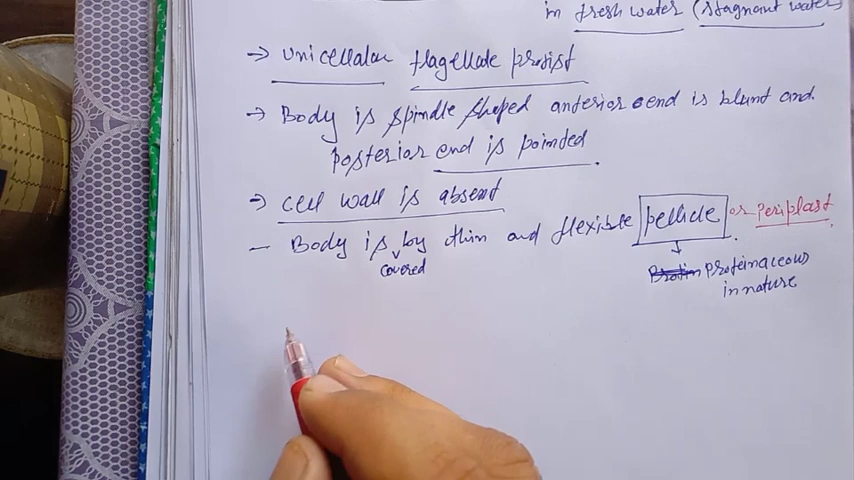 in fresh water (stagnant water)
→ unicellular flagellate protist
→ Body is spindle shaped anterior end is blunt and
posterior end is pointed.
→ cell wall is absent
– Body is covered by thin and flexible pellicle or periplast.
proteinaceous
in nature